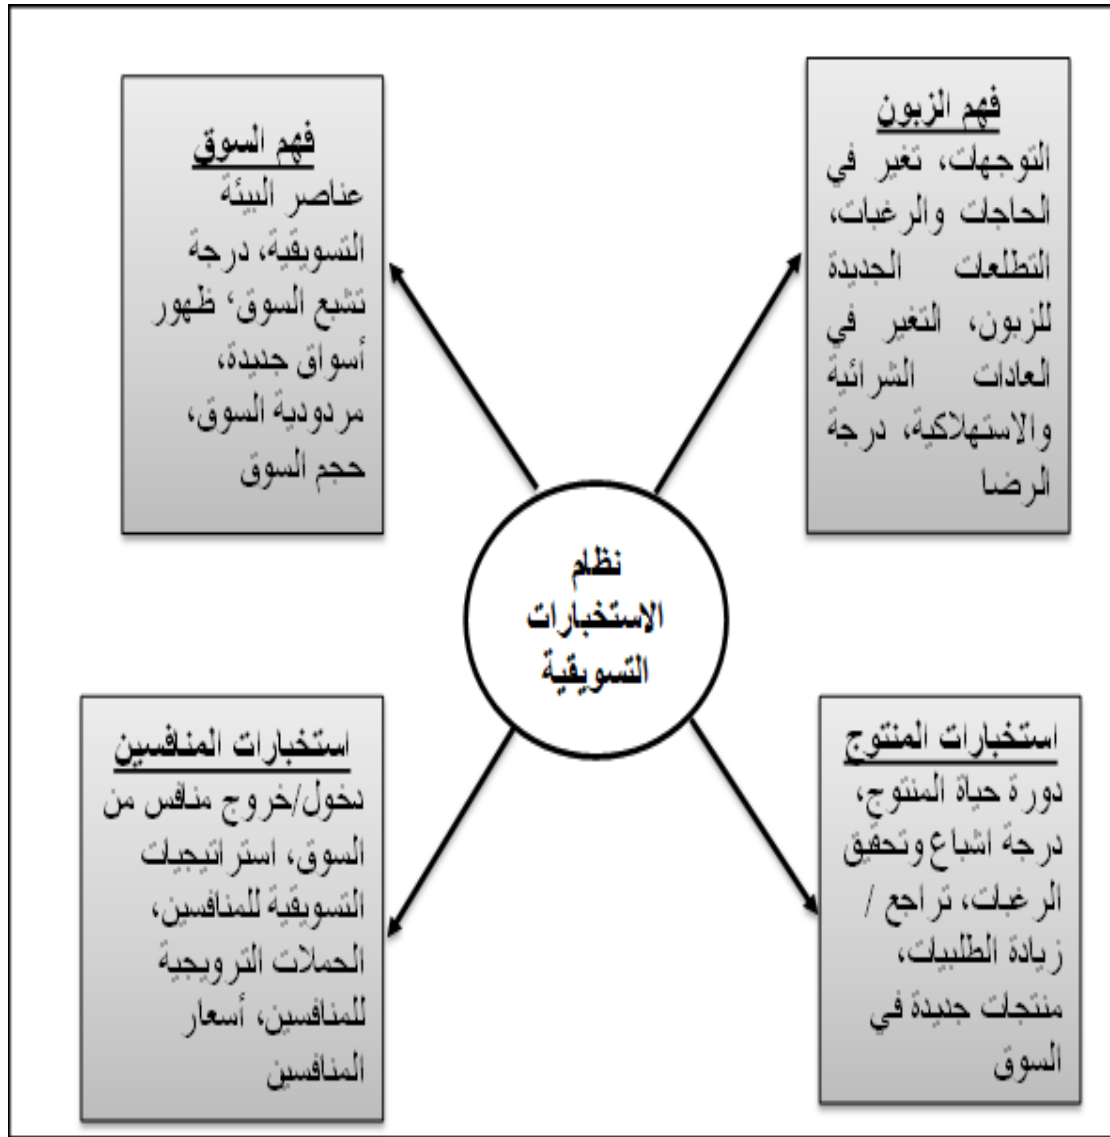 فهم الزبون
التوجهات، تغير في
الحاجات والرغبات،
التطلعات الجديدة
للزبون، التغير في
العادات الشرائية
والاستهلاكية، درجة
الرضا
فهم السوق
عناصر البيئة
التسويقية، درجة
تشبع السوق، ظهور
أسواق جديدة،
مردودية السوق،
حجم السوق
نظام
الاستخبارات
التسويقية
استخبارات المنتوج
دورة حياة المنتوج،
درجة اشباع وتحقيق
الرغبات، تراجع /
زيادة الطلبيات،
منتجات جديدة في
السوق
استخبارات المنافسين
دخول/خروج منافس من
السوق، استراتيجيات
التسويقية للمنافسين،
الحملات الترويجية
للمنافسين، أسعار
المنافسين